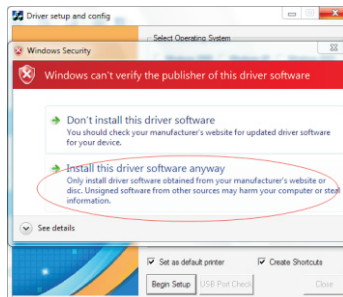 Driver setup and config
Select Operating System
Windows Security
Windows can't verify the publisher of this driver software
Don't install this driver software
You should check your manufacturer's website for updated driver software
for your device.
Install this driver software anyway
Only install driver software obtained from your manufacturer's website or
disc. Unsigned software from other sources may harm your computer or steal
information.
See details
Set as default printer
Create Shortcuts
Begin Setup
USB Port Check
Close